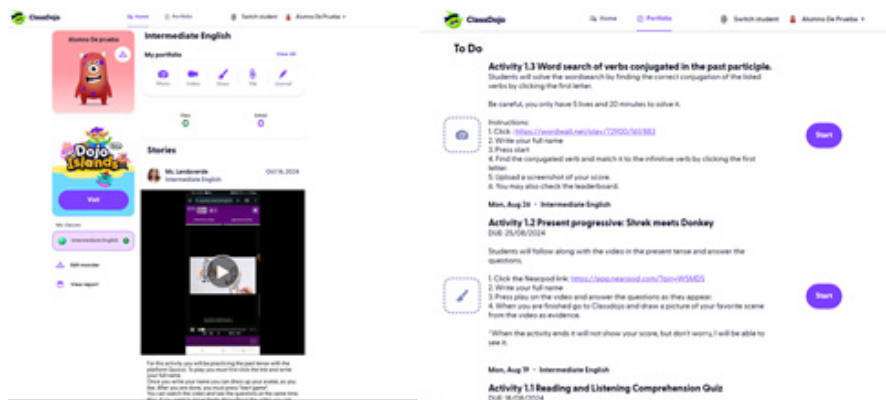 ClassDojo
Home
Portfolio
Switch student
Alumno De Prueba
Alumno De prueba
Dojo
Islands
Visit
My classes
Intermediate English
Edit monster
View report
Intermediate English
My portfolio
View All
Photo
Video
Draw
File
Journal
0
0
Stories
Ms. Landaverde
Oct 16, 2024
Intermediate English
For this activity you will be practicing the past tense with the
platform Quizizz. To play you must first click the link and write
your full name.
Once you write your name you can dress up your avatar, as you
like. After you are done, you must press "start game".
You can watch the video and see the questions at the same time.
ClassDojo
Home
Portfolio
Switch student
Alumno De Prueba
To Do
Activity 1.3 Word search of verbs conjugated in the past participle.
Students will solve the wordsearch by finding the correct conjugation of the listed
verbs by clicking the first letter.
Be careful, you only have 5 lives and 20 minutes to solve it.
Instructions:
1. Click :
2. Write your full name
3. Press start
4. Find the conjugated verb and match it to the infinitive verb by clicking the first
letter.
5. Upload a screenshot of your score.
6. You may also check the leaderboard.
Start
Mon, Aug 26 • Intermediate English
Activity 1.2 Present progressive: Shrek meets Donkey
DUE: 25/08/2024
Students will follow along with the video in the present tense and answer the
questions.
1. Click the Nearpod link:
2. Write your full name
3. Press play on the video and answer the questions as they appear.
4. When you are finished go to Classdojo and draw a picture of your favorite scene
from the video as evidence.
*When the activity ends it will not show your score, but don't worry, I will be able to
see it.
Start
Mon, Aug 19 • Intermediate English
Activity 1.1 Reading and Listening Comprehension Quiz
DUE: 18/08/2024